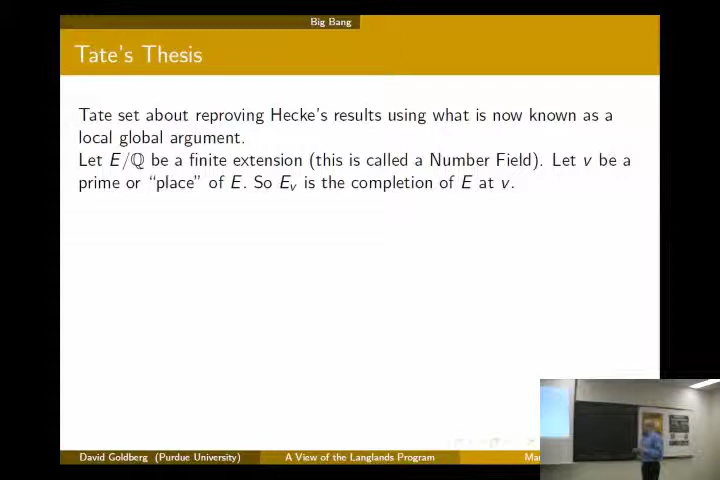 Big Bang
Tate's Thesis
Tate set about reproving Hecke's results using what is now known as a
local global argument.
Let E/ℚ be a finite extension (this is called a Number Field). Let v be a
prime or “place” of E. So E_v is the completion of E at v.
David Goldberg (Purdue University)
A View of the Langlands Program